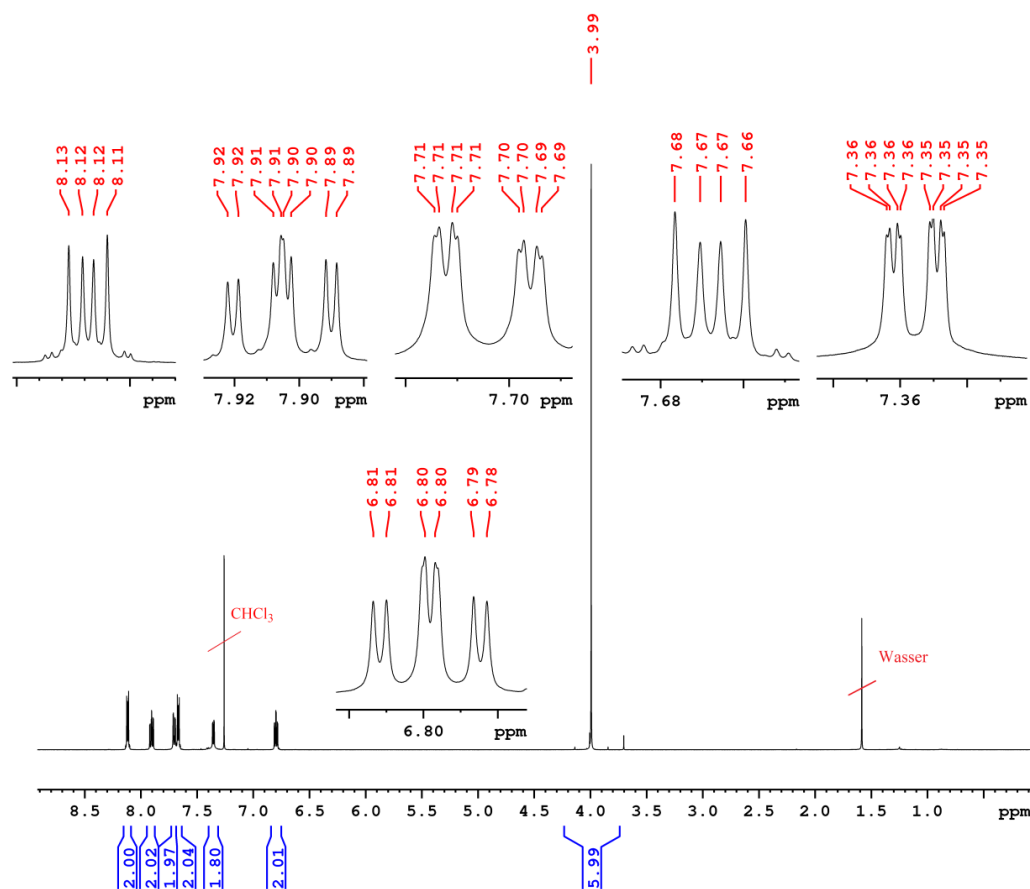 3.99
8.13 8.12 8.12 8.11
7.92 7.92 7.91 7.91 7.90 7.90 7.89 7.89
7.71 7.71 7.71 7.71 7.70 7.70 7.69 7.69
7.68 7.67 7.67 7.66
7.36 7.36 7.36 7.36 7.35 7.35 7.35 7.35
ppm
7.92 7.90 ppm
7.70 ppm
7.68 ppm
7.36 ppm
6.81 6.81 6.80 6.80 6.79 6.78
6.80 ppm
CHCl₃
Wasser
8.5 8.0 7.5 7.0 6.5 6.0 5.5 5.0 4.5 4.0 3.5 3.0 2.5 2.0 1.5 1.0 ppm
2.00 2.02 1.97 2.04 1.80 2.01 5.99